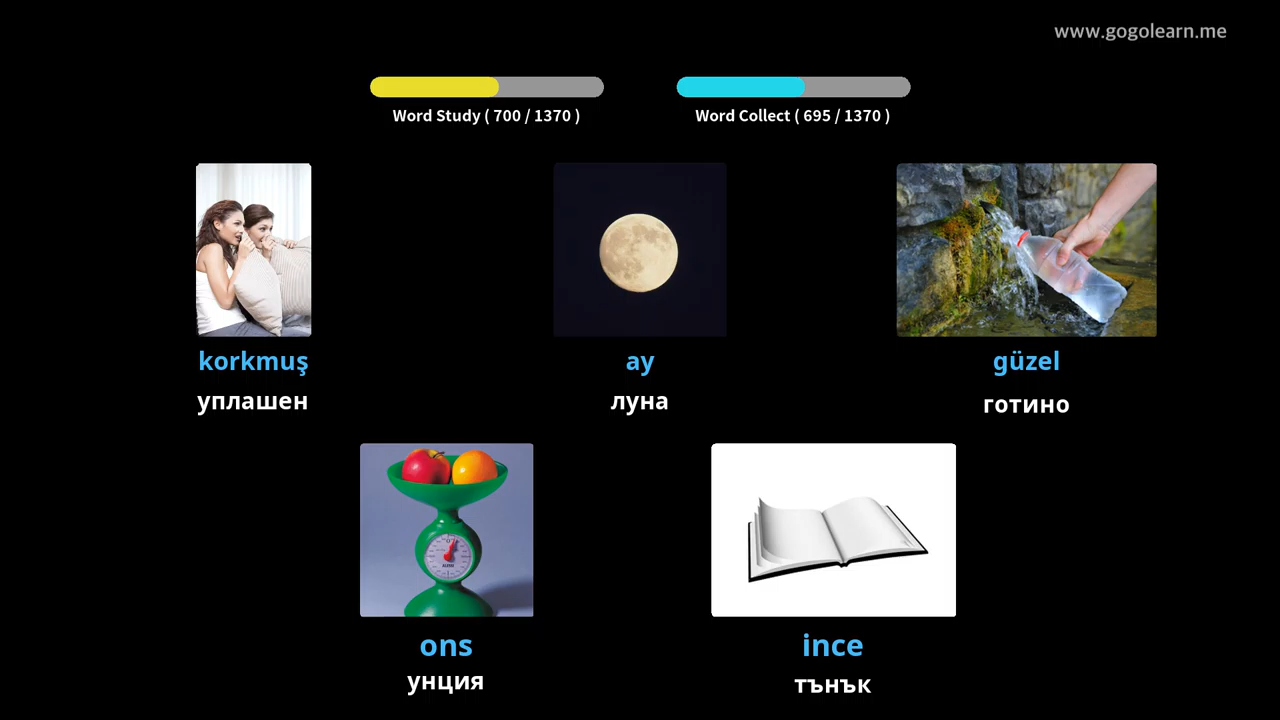 www.gogolearn.me
Word Study ( 700 / 1370 )
Word Collect ( 695 / 1370 )
korkmuş
уплашен
ay
луна
güzel
готино
ons
унция
ince
тънък